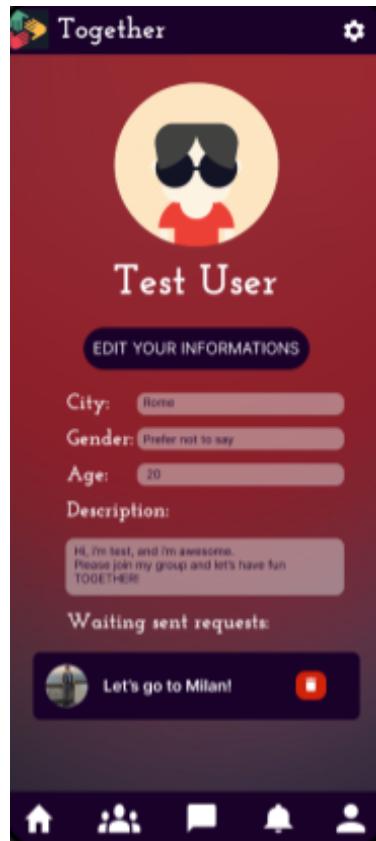 Together
Test User
EDIT YOUR INFORMATIONS
City: Rome
Gender: Prefer not to say
Age: 20
Description:
Hi, i'm test, and i'm awesome.
Please join my group and let's have fun
TOGETHER!
Waiting sent requests:
Let's go to Milan!